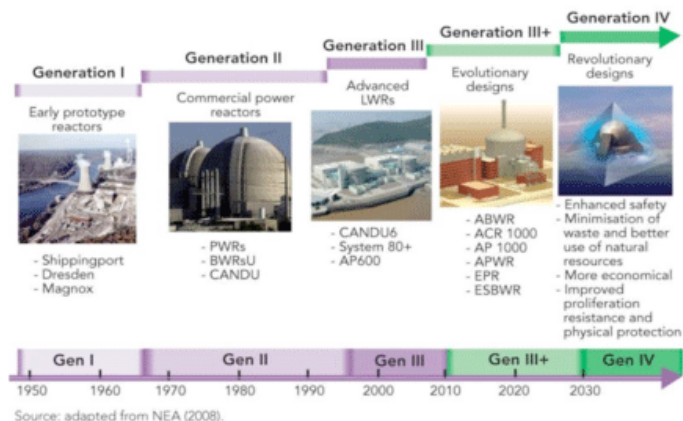 Generation I
Generation II
Generation III
Generation III+
Generation IV
Early prototype
reactors
Commercial power
reactors
Advanced
LWRs
Evolutionary
designs
Revolutionary
designs
- Shippingport
- Dresden
- Magnox
- PWRs
- BWRsU
- CANDU
- CANDU6
- System 80+
- AP600
- ABWR
- ACR 1000
- AP 1000
- APWR
- EPR
- ESBWR
- Enhanced safety
- Minimisation of
waste and better
use of natural
resources
- More economical
- Improved
proliferation
resistance and
physical protection
Gen I
Gen II
Gen III
Gen III+
Gen IV
1950
1960
1970
1980
1990
2000
2010
2020
2030
Source: adapted from NEA (2008).